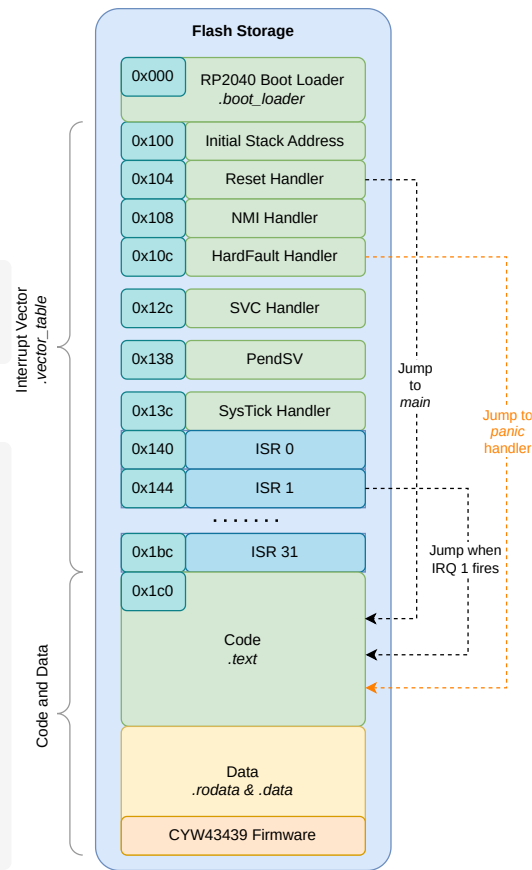 Flash Storage
0x000
RP2040 Boot Loader
.boot_loader
0x100
Initial Stack Address
0x104
Reset Handler
0x108
NMI Handler
0x10c
HardFault Handler
0x12c
SVC Handler
0x138
PendSV
0x13c
SysTick Handler
0x140
ISR 0
0x144
ISR 1
.......
0x1bc
ISR 31
0x1c0
Code
.text
Data
.rodata & .data
CYW43439 Firmware
Interrupt Vector
.vector_table
Code and Data
Jump
to
main
Jump to
panic
handler
Jump when
IRQ 1 fires